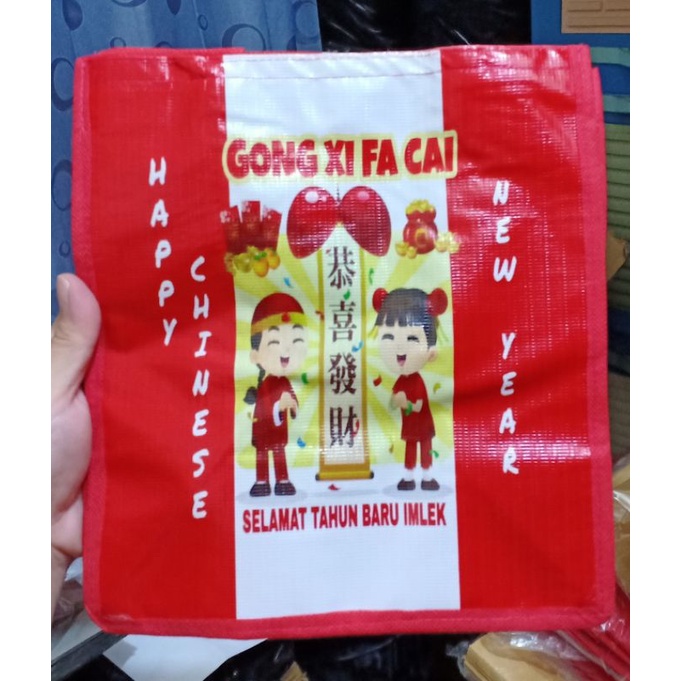 GONG XI FA CAI
HAPPY
CHINESE
恭喜發財
NEW YEAR
SELAMAT TAHUN BARU IMLEK